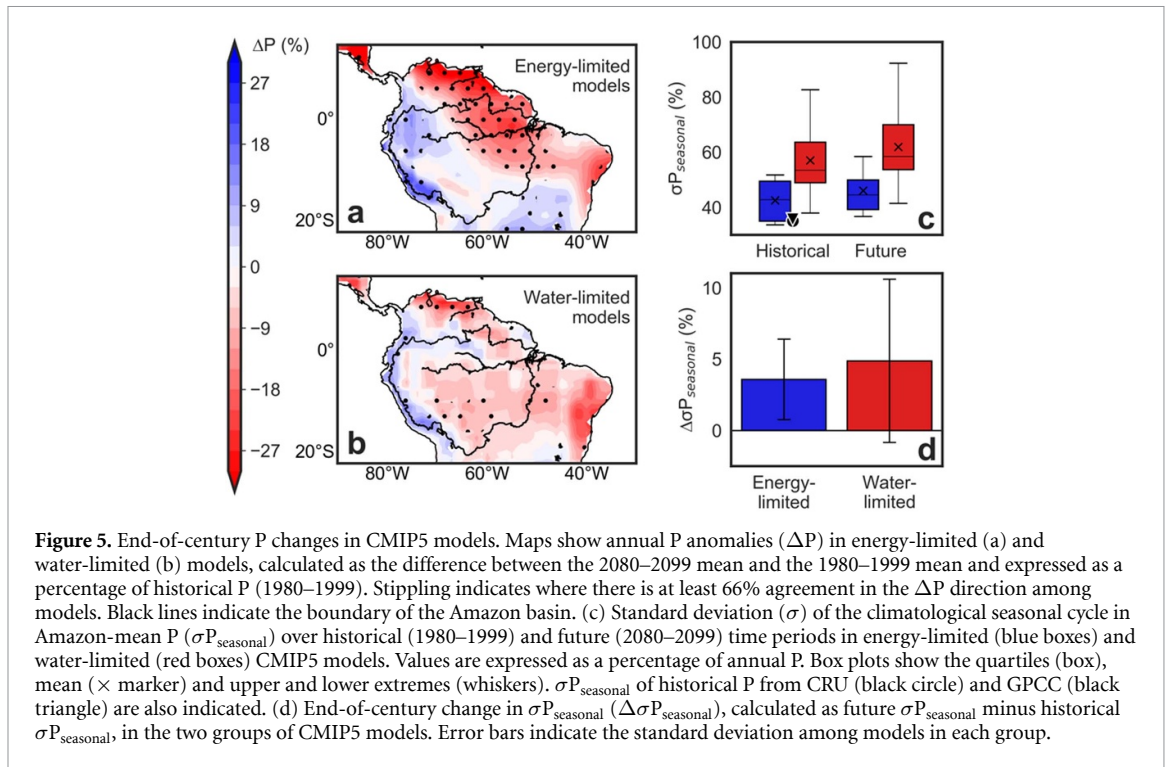 ΔP (%)
27
18
9
0
−9
−18
−27
Energy-limited
models
0°
20°S
a
80°W 60°W 40°W
Water-limited
models
0°
20°S
b
80°W 60°W 40°W
100
80
60
40
σPseasonal (%)
c
Historical Future
10
5
0
ΔσPseasonal (%)
d
Energy-
limited
Water-
limited
Figure 5. End-of-century P changes in CMIP5 models. Maps show annual P anomalies (ΔP) in energy-limited (a) and
water-limited (b) models, calculated as the difference between the 2080–2099 mean and the 1980–1999 mean and expressed as a
percentage of historical P (1980–1999). Stippling indicates where there is at least 66% agreement in the ΔP direction among
models. Black lines indicate the boundary of the Amazon basin. (c) Standard deviation (σ) of the climatological seasonal cycle in
Amazon-mean P (σPseasonal) over historical (1980–1999) and future (2080–2099) time periods in energy-limited (blue boxes) and
water-limited (red boxes) CMIP5 models. Values are expressed as a percentage of annual P. Box plots show the quartiles (box),
mean (× marker) and upper and lower extremes (whiskers). σPseasonal of historical P from CRU (black circle) and GPCC (black
triangle) are also indicated. (d) End-of-century change in σPseasonal (ΔσPseasonal), calculated as future σPseasonal minus historical
σPseasonal, in the two groups of CMIP5 models. Error bars indicate the standard deviation among models in each group.